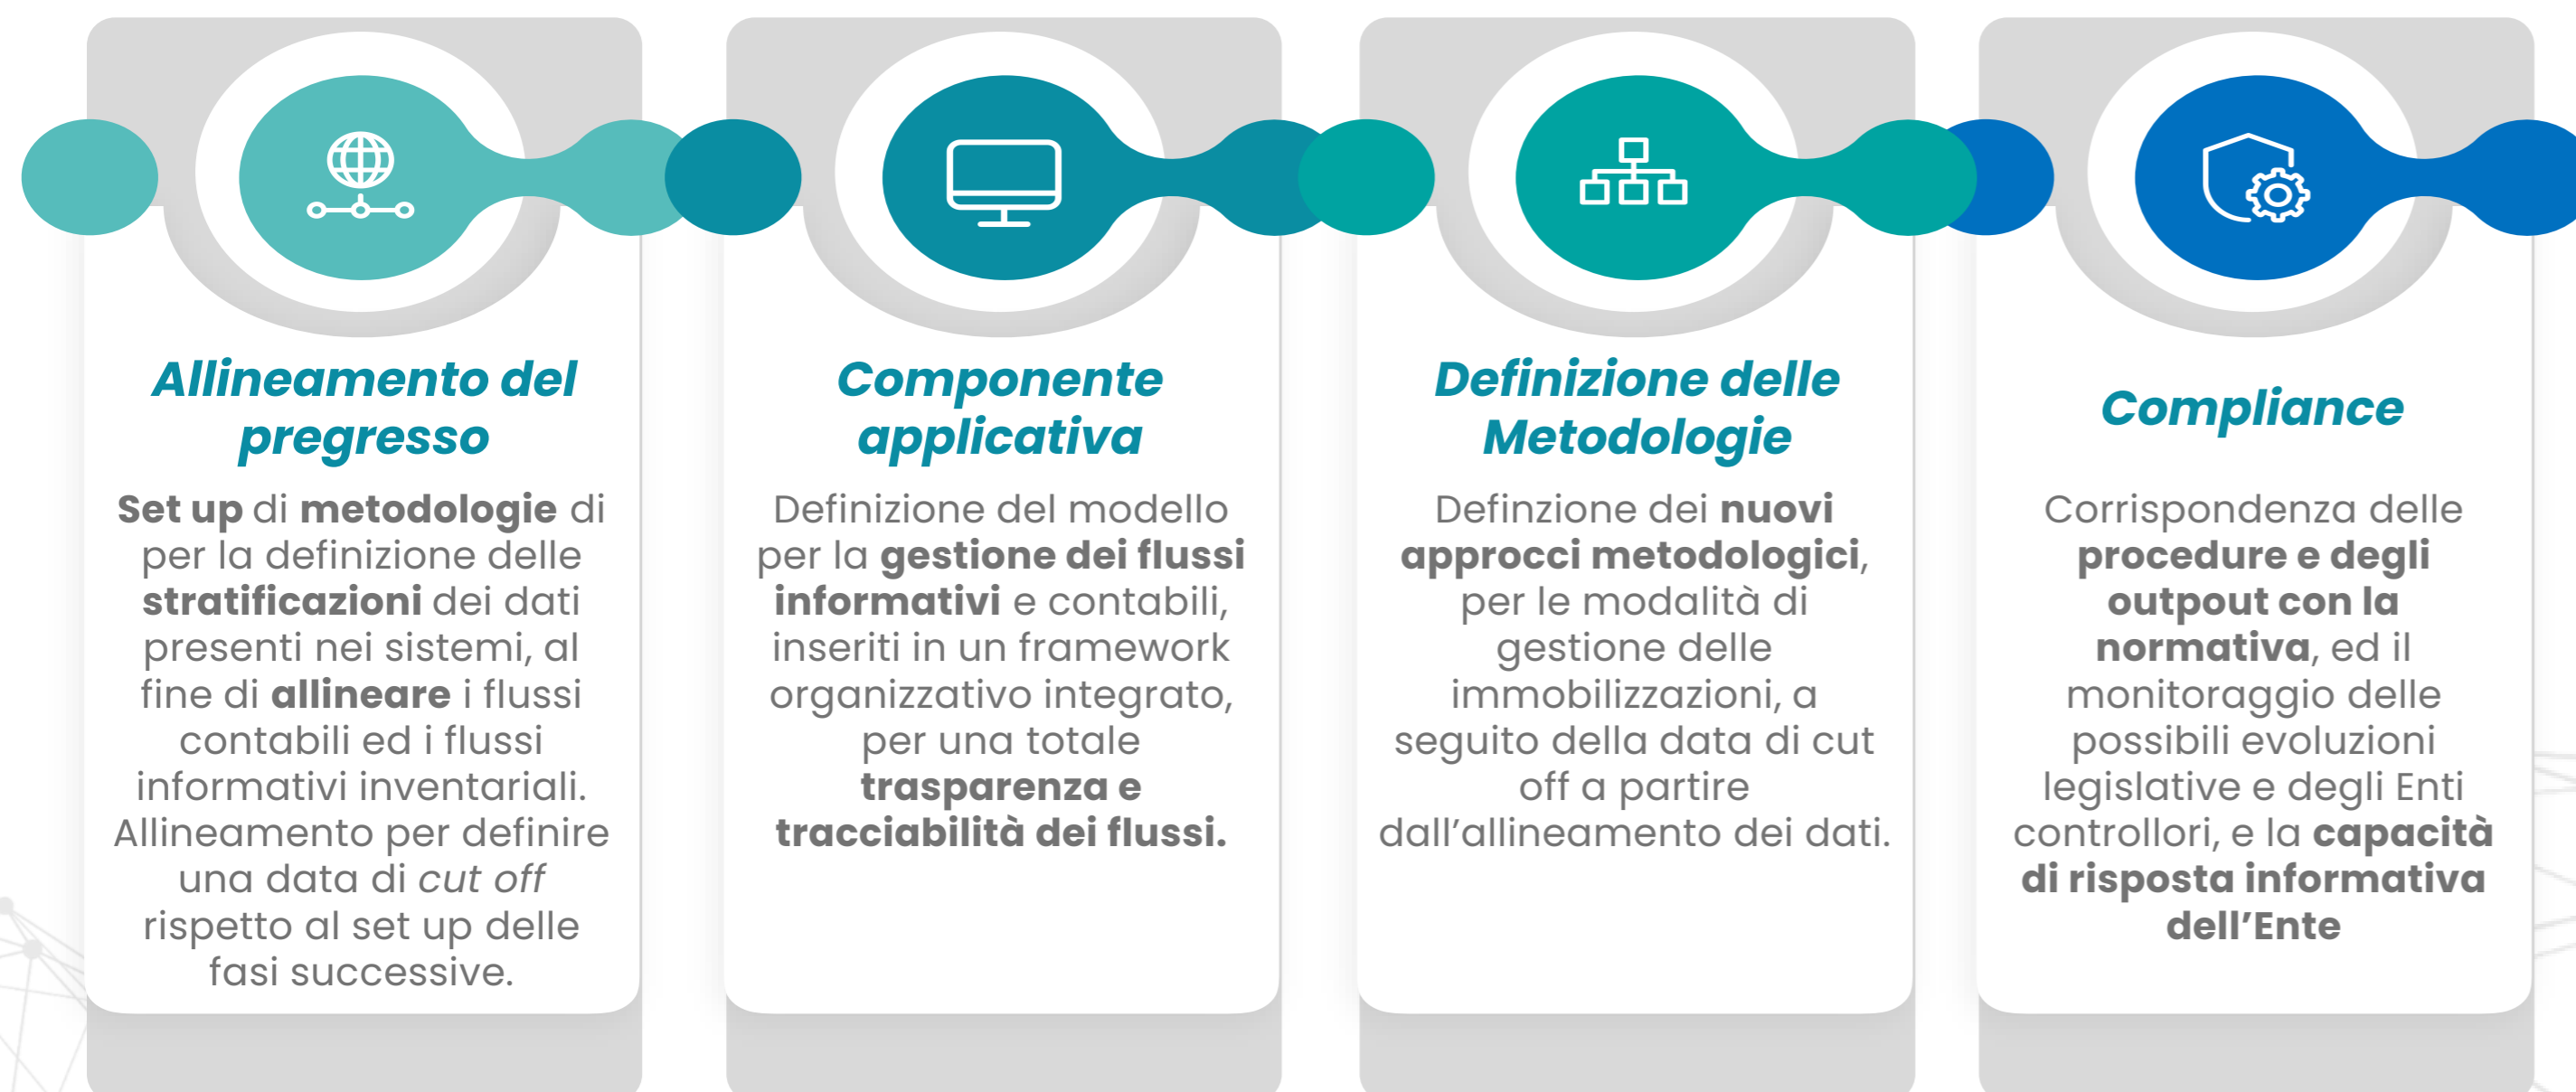 Allineamento del
pregresso
Set up di metodologie di
per la definizione delle
stratificazioni dei dati
presenti nei sistemi, al
fine di allineare i flussi
contabili ed i flussi
informativi inventariali.
Allineamento per definire
una data di cut off
rispetto al set up delle
fasi successive.
Componente
applicativa
Definizione del modello
per la gestione dei flussi
informativi e contabili,
inseriti in un framework
organizzativo integrato,
per una totale
trasparenza e
tracciabilità dei flussi.
Definizione delle
Metodologie
Definzione dei nuovi
approcci metodologici,
per le modalità di
gestione delle
immobilizzazioni, a
seguito della data di cut
off a partire
dall’allineamento dei dati.
Compliance
Corrispondenza delle
procedure e degli
outpout con la
normativa, ed il
monitoraggio delle
possibili evoluzioni
legislative e degli Enti
controllori, e la capacità
di risposta informativa
dell’Ente